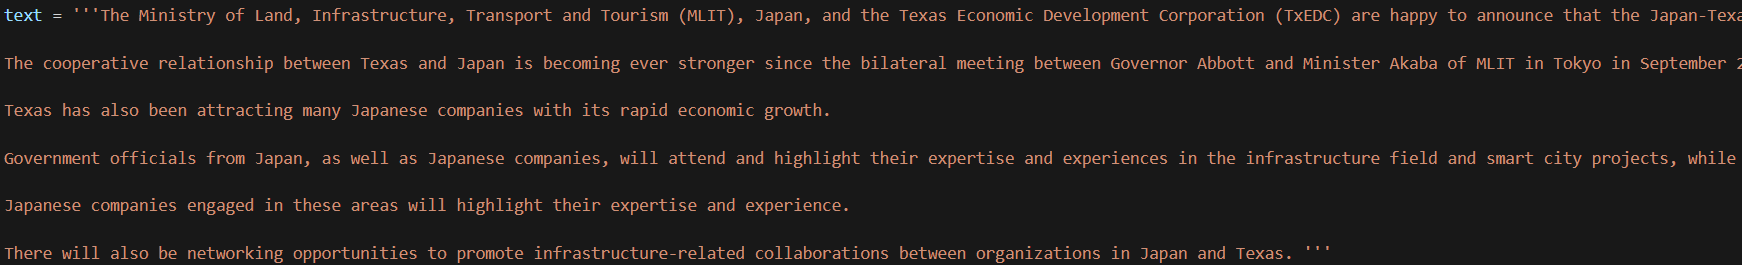 text = '''The Ministry of Land, Infrastructure, Transport and Tourism (MLIT), Japan, and the Texas Economic Development Corporation (TxEDC) are happy to announce that the Japan-Texa
The cooperative relationship between Texas and Japan is becoming ever stronger since the bilateral meeting between Governor Abbott and Minister Akaba of MLIT in Tokyo in September 2
Texas has also been attracting many Japanese companies with its rapid economic growth.
Government officials from Japan, as well as Japanese companies, will attend and highlight their expertise and experiences in the infrastructure field and smart city projects, while
Japanese companies engaged in these areas will highlight their expertise and experience.
There will also be networking opportunities to promote infrastructure-related collaborations between organizations in Japan and Texas. '''